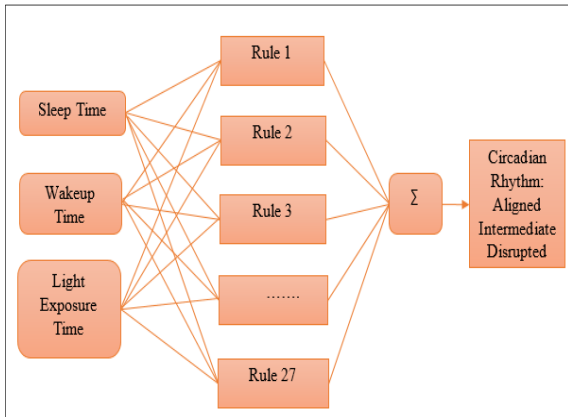 Sleep Time
Wakeup
Time
Light
Exposure
Time
Rule 1
Rule 2
Rule 3
.......
Rule 27
Σ
Circadian
Rhythm:
Aligned
Intermediate
Disrupted